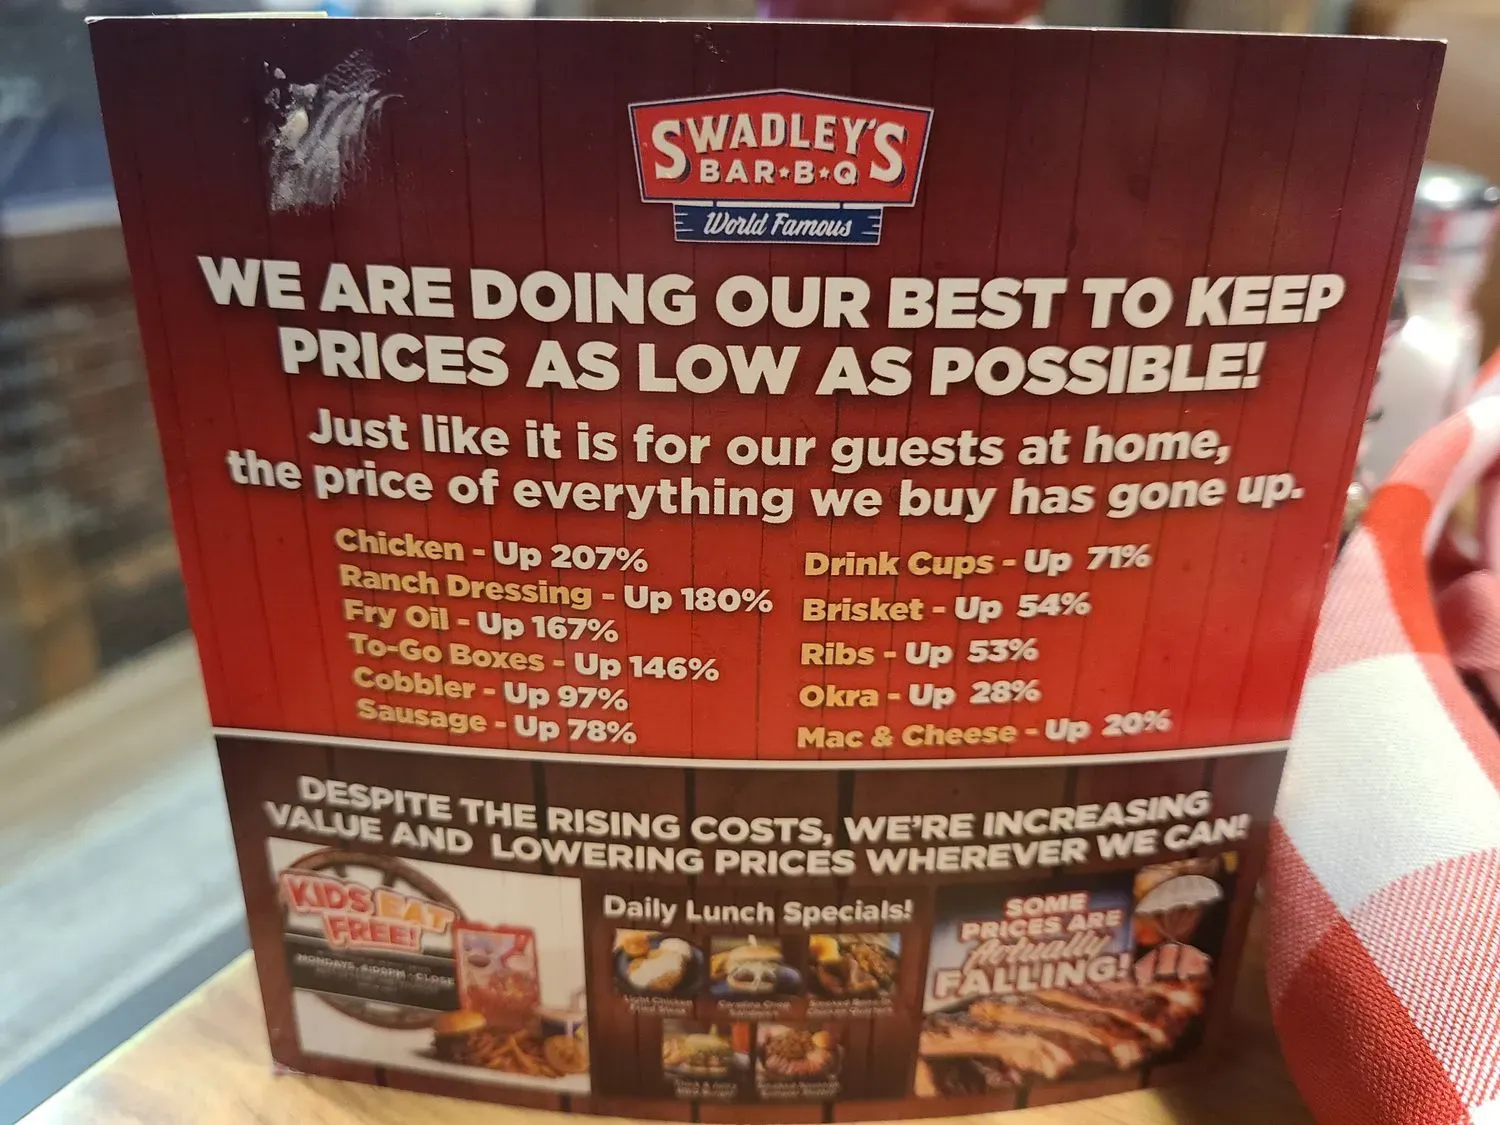 SWADLEY'S
BAR·B·Q
World Famous
WE ARE DOING OUR BEST TO KEEP
PRICES AS LOW AS POSSIBLE!
Just like it is for our guests at home,
the price of everything we buy has gone up.
Chicken - Up 207%
Ranch Dressing - Up 180%
Fry Oil - Up 167%
To-Go Boxes - Up 146%
Cobbler - Up 97%
Sausage - Up 78%
Drink Cups - Up 71%
Brisket - Up 54%
Ribs - Up 53%
Okra - Up 28%
Mac & Cheese - Up 20%
DESPITE THE RISING COSTS, WE'RE INCREASING
VALUE AND LOWERING PRICES WHEREVER WE CAN!
KIDS EAT
FREE!
MONDAYS CLOSE
Daily Lunch Specials!
SOME
PRICES ARE
Actually
FALLING!